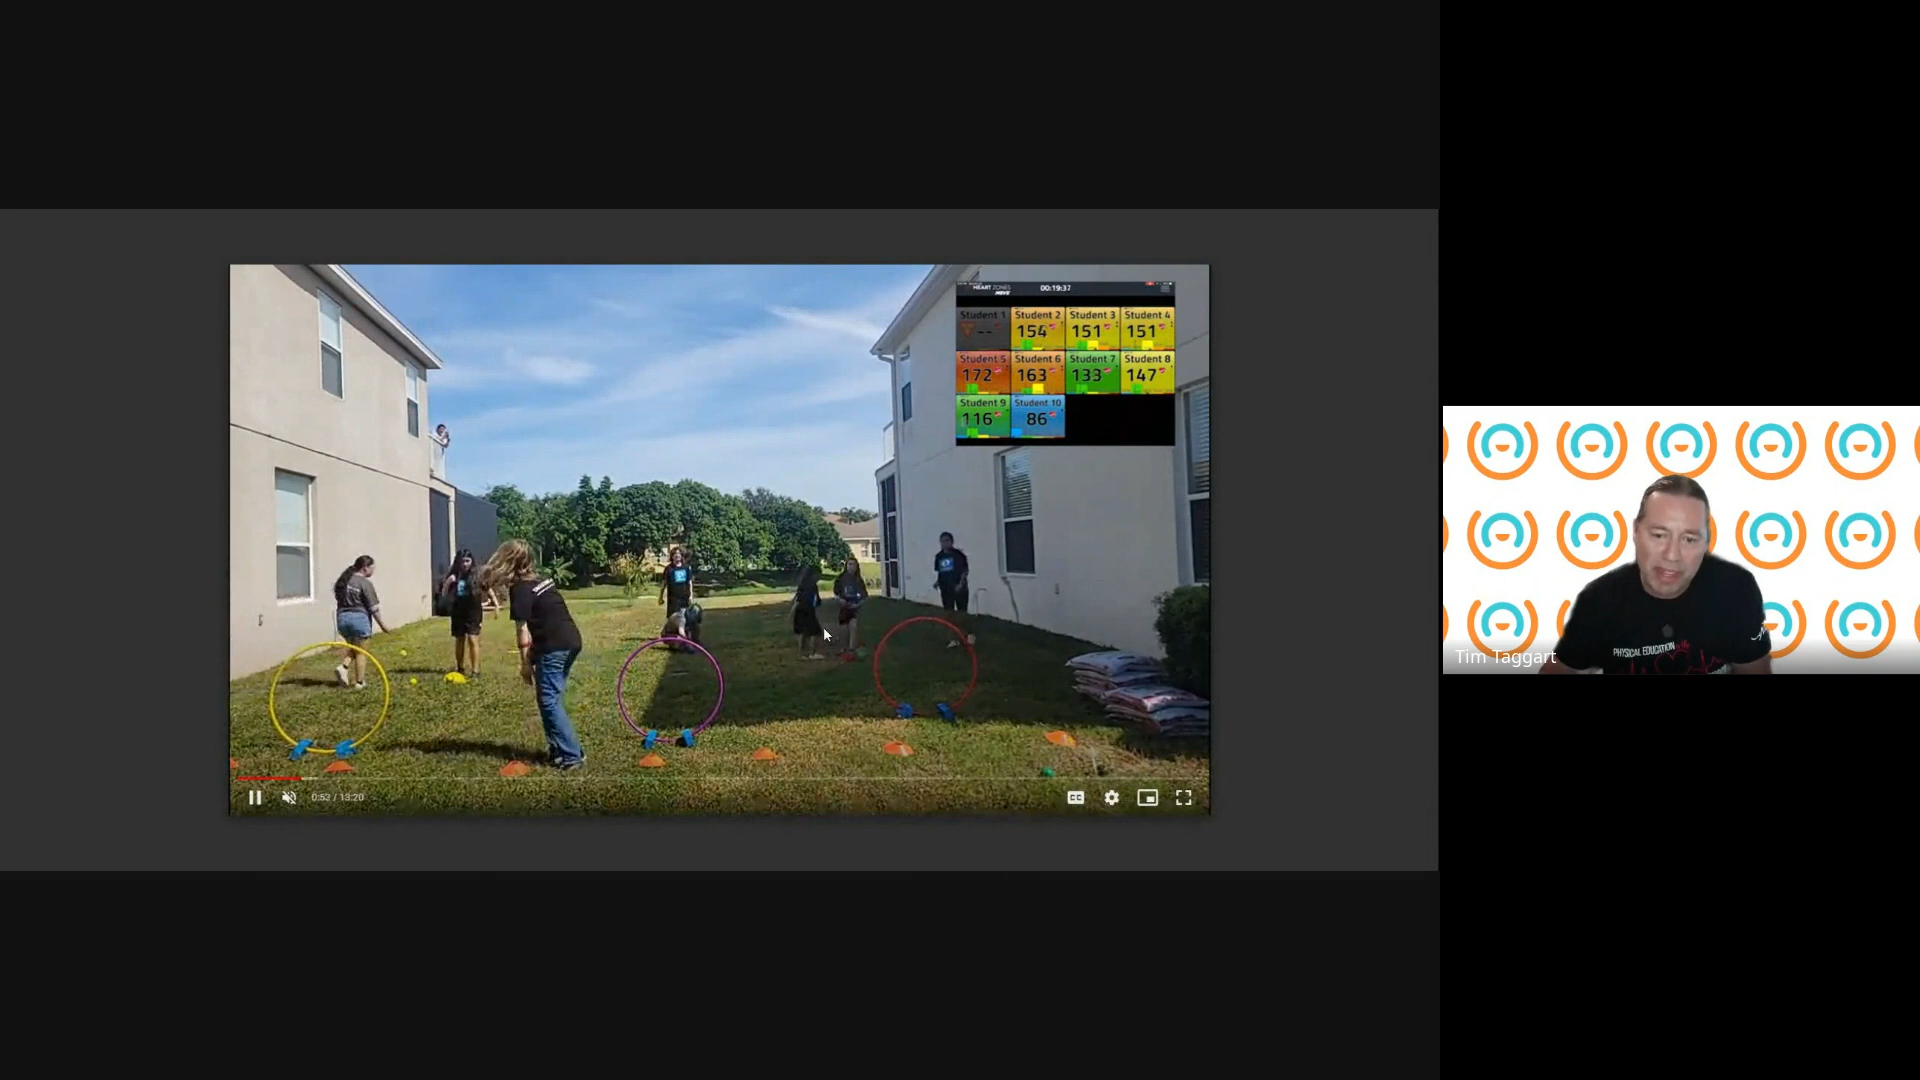 HEART ZONES
MOVE
00:19:37
Student 1
--
Student 2
154
Student 3
151
Student 4
151
Student 5
172
Student 6
163
Student 7
133
Student 8
147
Student 9
116
Student 10
86
0:53 / 13:20
CC
PHYSICAL EDUCATION
Tim Taggart